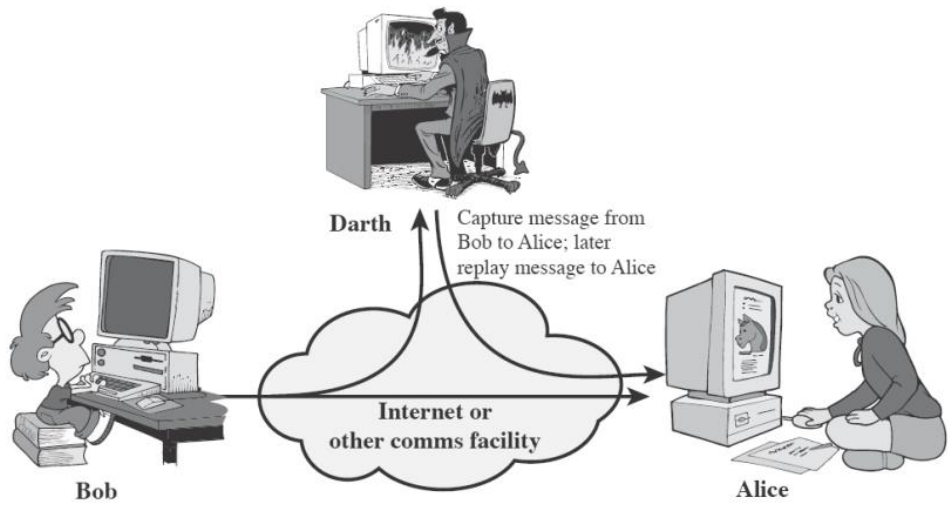 Darth
Capture message from
Bob to Alice; later
replay message to Alice
Internet or
other comms facility
Bob
Alice